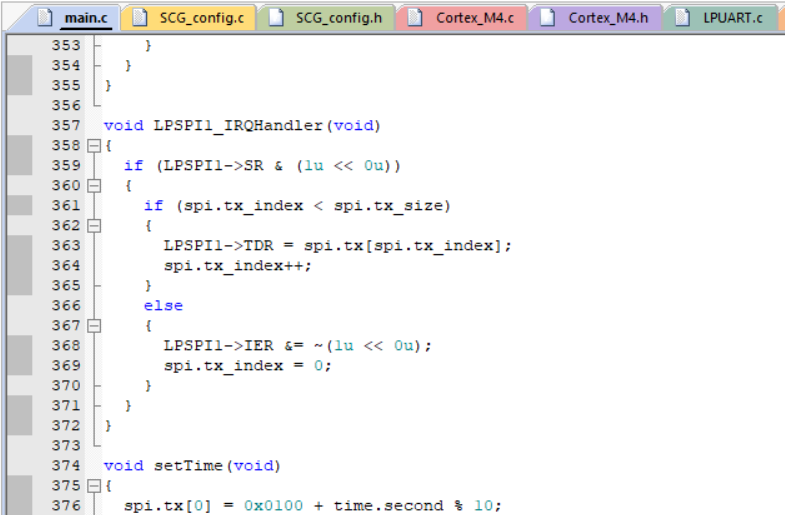 main.c SCG_config.c SCG_config.h Cortex_M4.c Cortex_M4.h LPUART.c
353 }
354 }
355 }
356
357 void LPSPI1_IRQHandler(void)
358 {
359 if (LPSPI1->SR & (1u << 0u))
360 {
361 if (spi.tx_index < spi.tx_size)
362 {
363 LPSPI1->TDR = spi.tx[spi.tx_index];
364 spi.tx_index++;
365 }
366 else
367 {
368 LPSPI1->IER &= ~(1u << 0u);
369 spi.tx_index = 0;
370 }
371 }
372 }
373
374 void setTime(void)
375 {
376 spi.tx[0] = 0x0100 + time.second % 10;